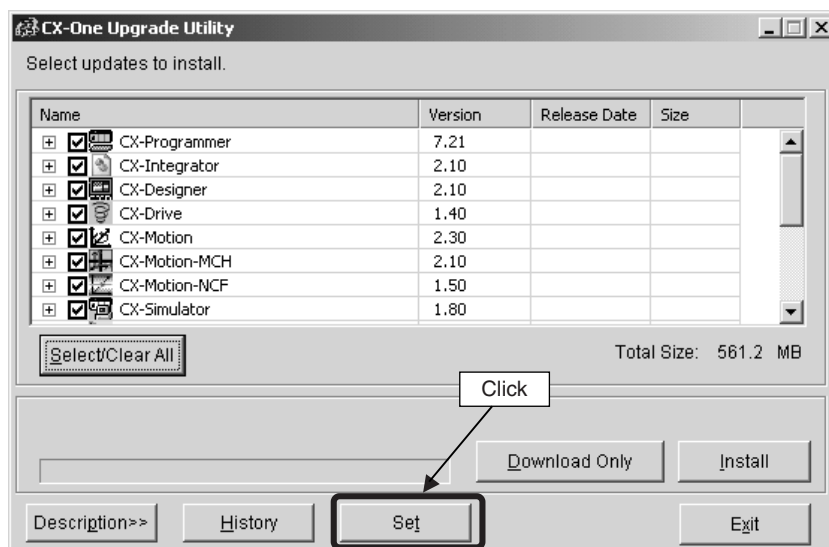 CX-One Upgrade Utility
Select updates to install.
Name Version Release Date Size
CX-Programmer 7.21
CX-Integrator 2.10
CX-Designer 2.10
CX-Drive 1.40
CX-Motion 2.30
CX-Motion-MCH 2.10
CX-Motion-NCF 1.50
CX-Simulator 1.80
Select/Clear All Total Size: 561.2 MB
Click
Download Only Install
Description>> History Set Exit